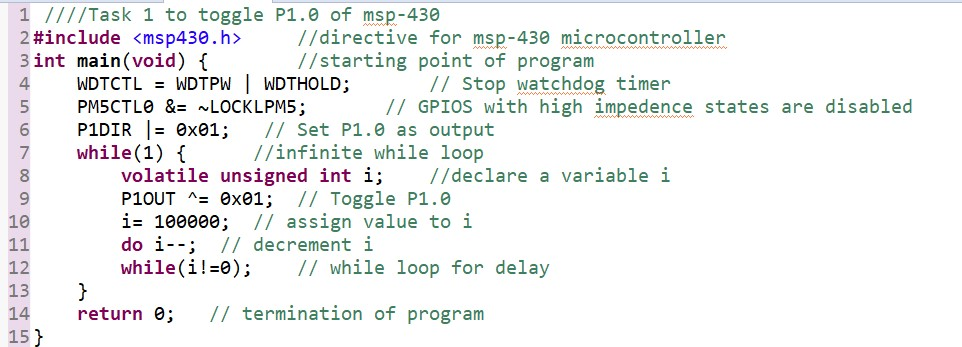 1 ////Task 1 to toggle P1.0 of msp-430
2 #include <msp430.h> //directive for msp-430 microcontroller
3 int main(void) { //starting point of program
4 WDTCTL = WDTPW | WDTHOLD; // Stop watchdog timer
5 PM5CTL0 &= ~LOCKLPM5; // GPIOS with high impedence states are disabled
6 P1DIR |= 0x01; // Set P1.0 as output
7 while(1) { //infinite while loop
8 volatile unsigned int i; //declare a variable i
9 P1OUT ^= 0x01; // Toggle P1.0
10 i= 100000; // assign value to i
11 do i--; // decrement i
12 while(i!=0); // while loop for delay
13 }
14 return 0; // termination of program
15 }